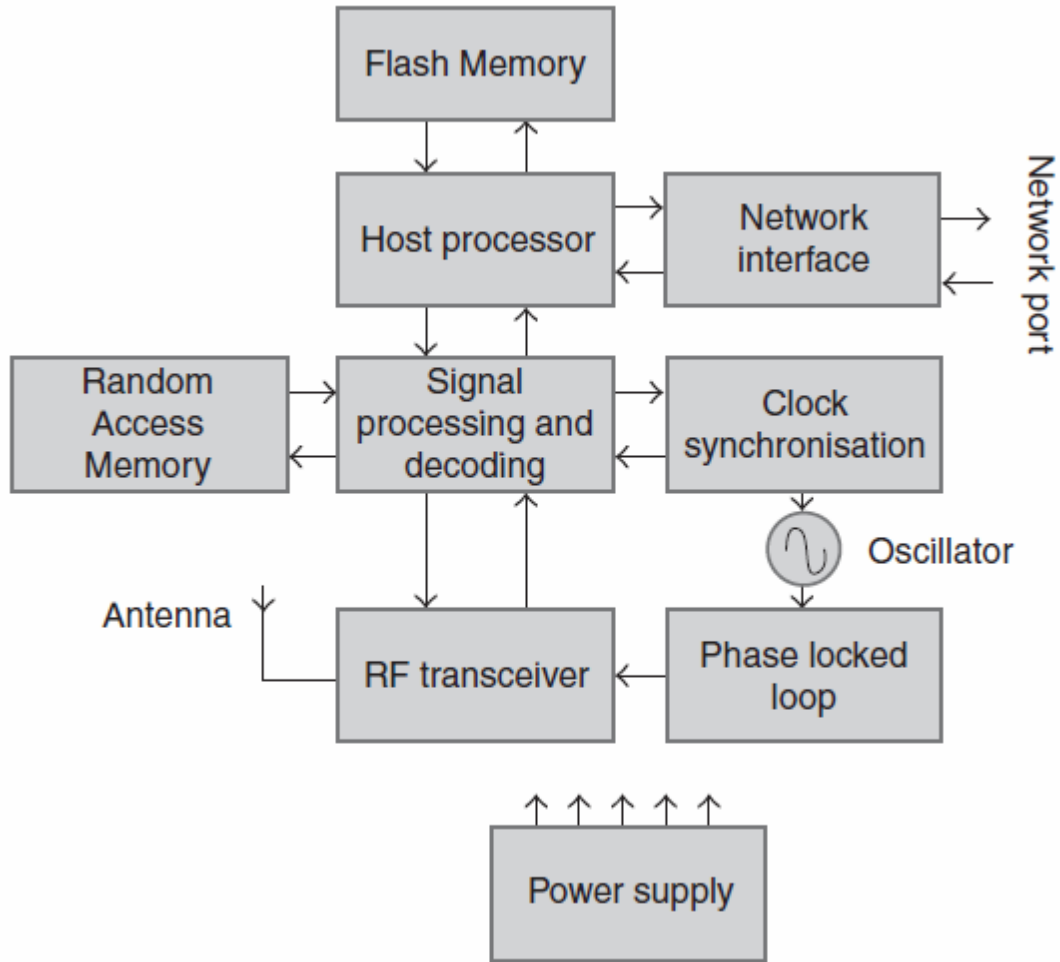 Flash Memory
Host processor
Network
interface
Network port
Random
Access
Memory
Signal
processing and
decoding
Clock
synchronisation
Oscillator
Antenna
RF transceiver
Phase locked
loop
Power supply